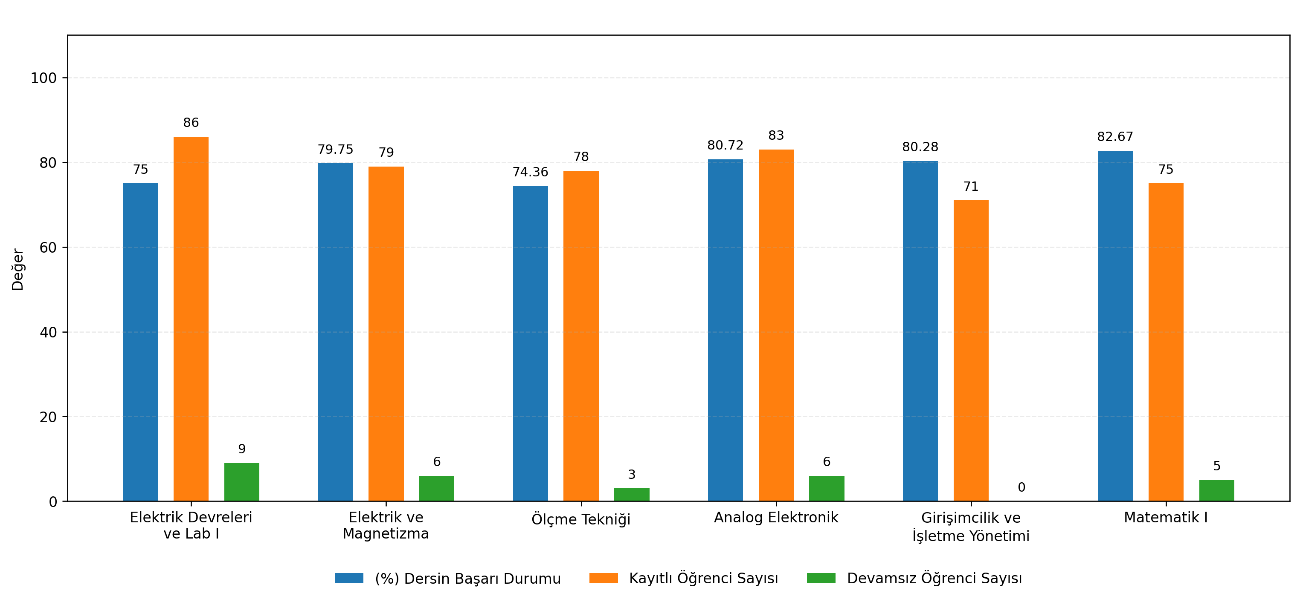 Değer
100
80
60
40
20
0
75
86
9
79.75
79
6
74.36
78
3
80.72
83
6
80.28
71
0
82.67
75
5
Elektrik Devreleri
ve Lab I
Elektrik ve
Magnetizma
Ölçme Tekniği
Analog Elektronik
Girişimcilik ve
İşletme Yönetimi
Matematik I
(%) Dersin Başarı Durumu
Kayıtlı Öğrenci Sayısı
Devamsız Öğrenci Sayısı